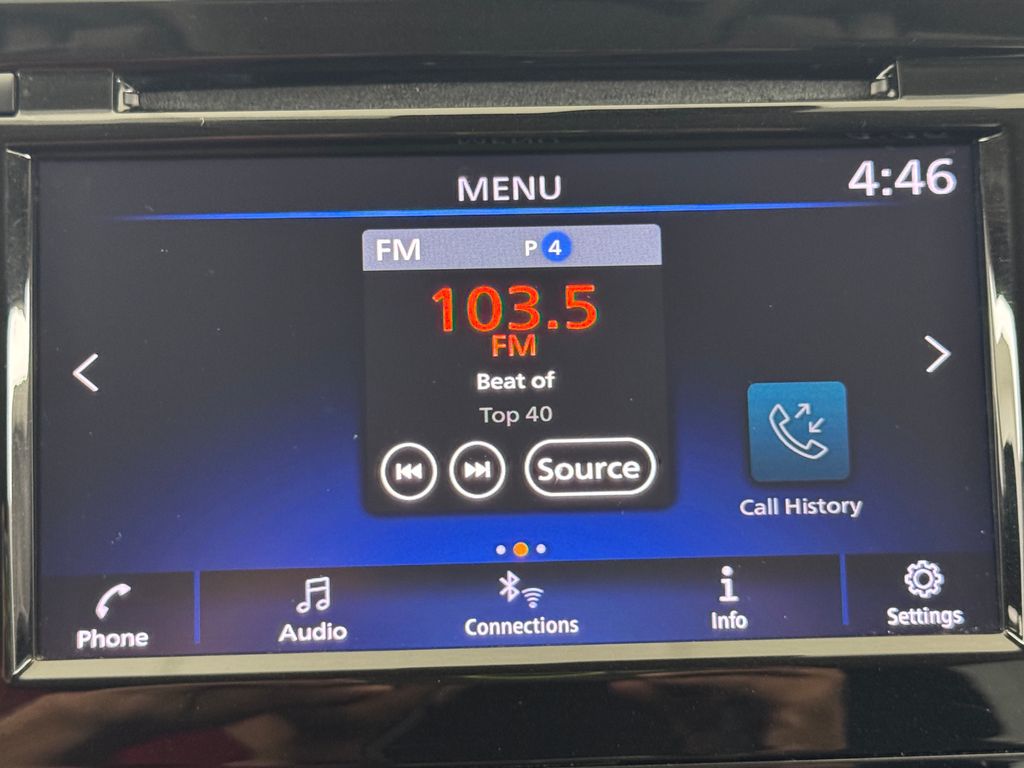 MENU
4:46
FM P 4
103.5
FM
Beat of
Top 40
Source
Call History
Phone
Audio
Connections
Info
Settings